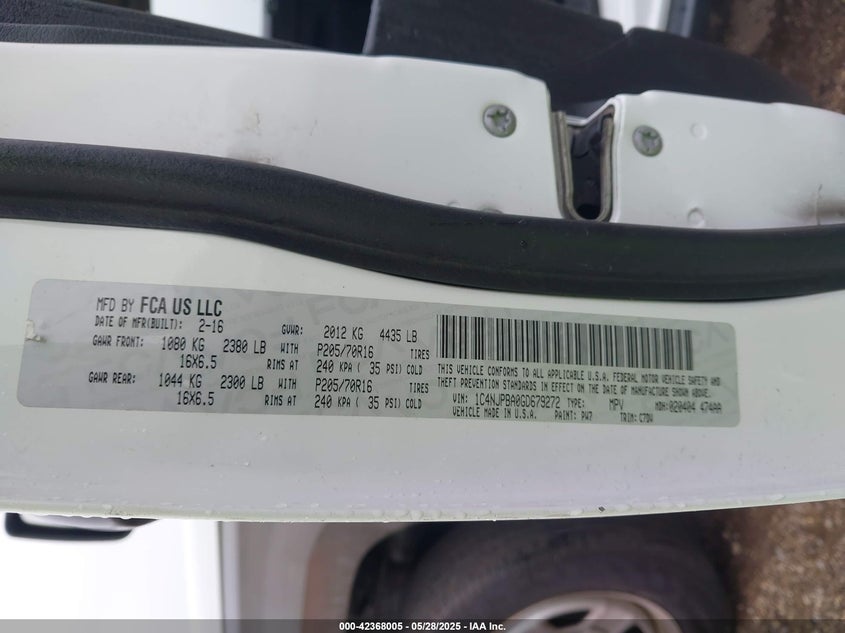 MFD BY FCA US LLC
DATE OF MFR(BUILT): 2-16 GVWR: 2012 KG 4435 LB
GAWR FRONT: 1080 KG 2380 LB WITH P205/70R16 TIRES
16X6.5 RIMS AT 240 KPA ( 35 PSI) COLD
GAWR REAR: 1044 KG 2300 LB WITH P205/70R16 TIRES
16X6.5 RIMS AT 240 KPA ( 35 PSI) COLD
THIS VEHICLE CONFORMS TO ALL APPLICABLE U.S.A. FEDERAL MOTOR VEHICLE SAFETY AND
THEFT PREVENTION STANDARDS IN EFFECT ON THE DATE OF MANUFACTURE SHOWN ABOVE.
VIN: 1C4NJPBA0GD679272 TYPE: MPV MDH: 020404 474AA
VEHICLE MADE IN U.S.A. PAINT: PW7 TRIM: C7DV
000-42368005 - 05/28/2025 - IAA Inc.